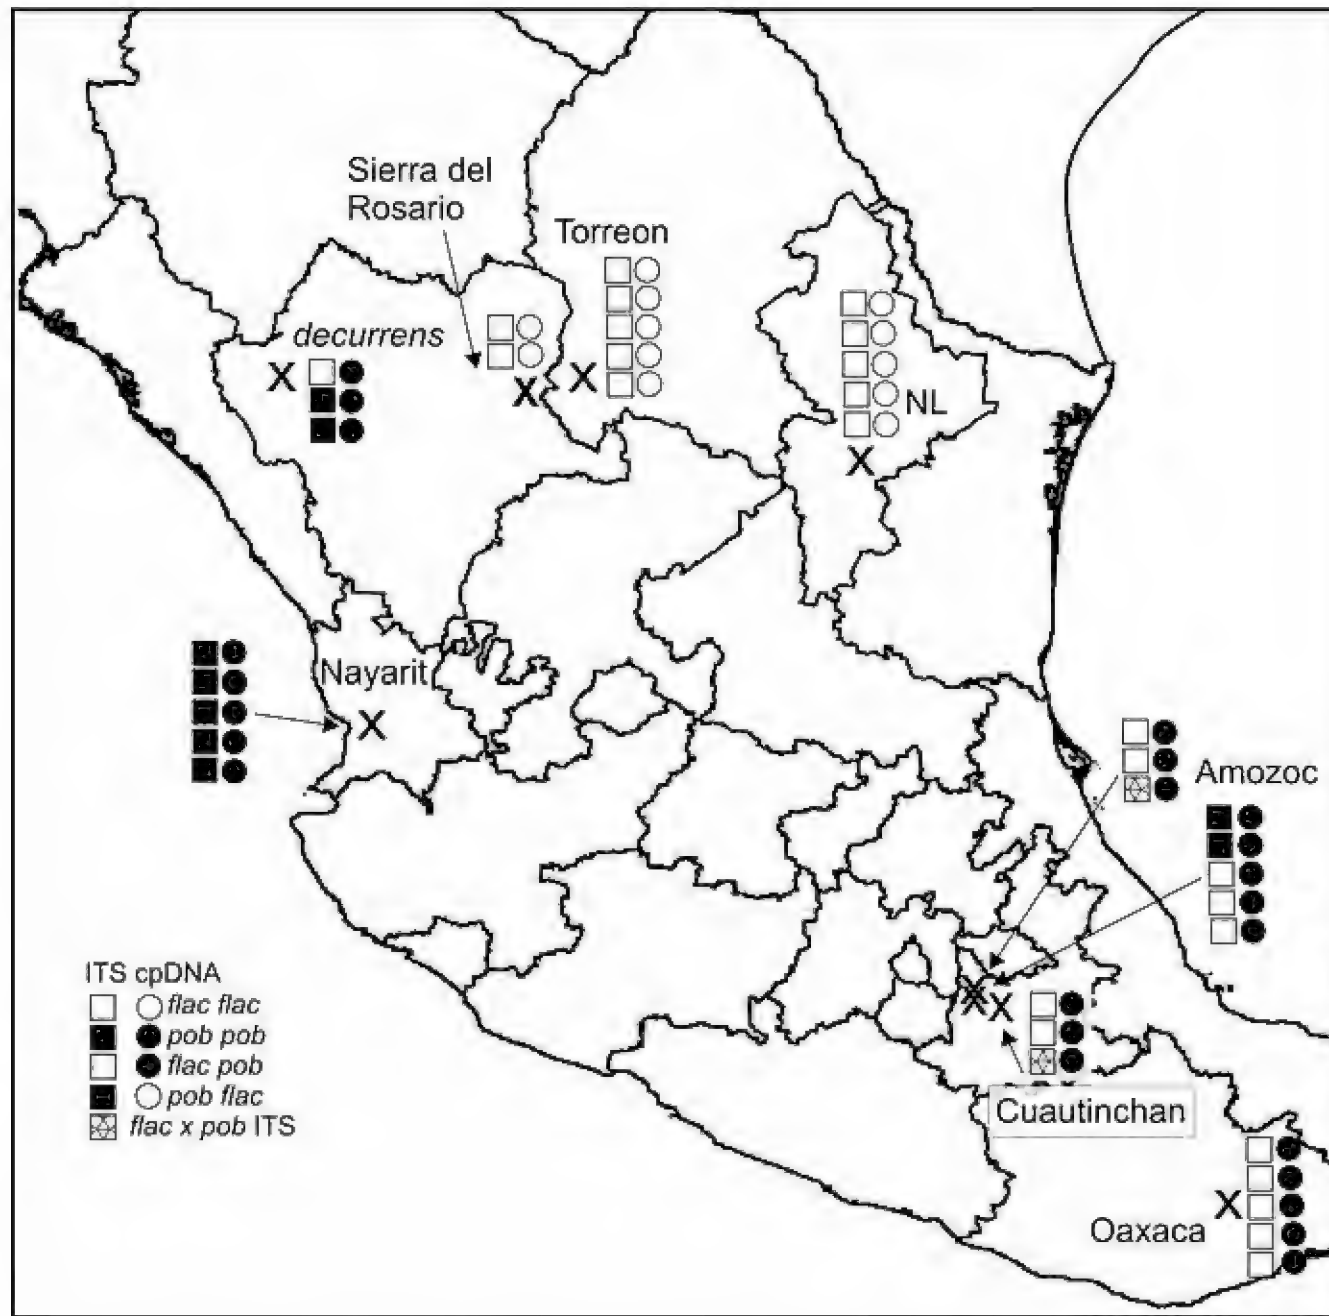 Sierra del
Rosario
Torreon
decurrens
X
X
X
NL
X
Nayarit
X
Amozoc
X
X
X
Cuautinchan
X
Oaxaca
ITS cpDNA
flac flac
pob pob
flac pob
pob flac
flac x pob ITS